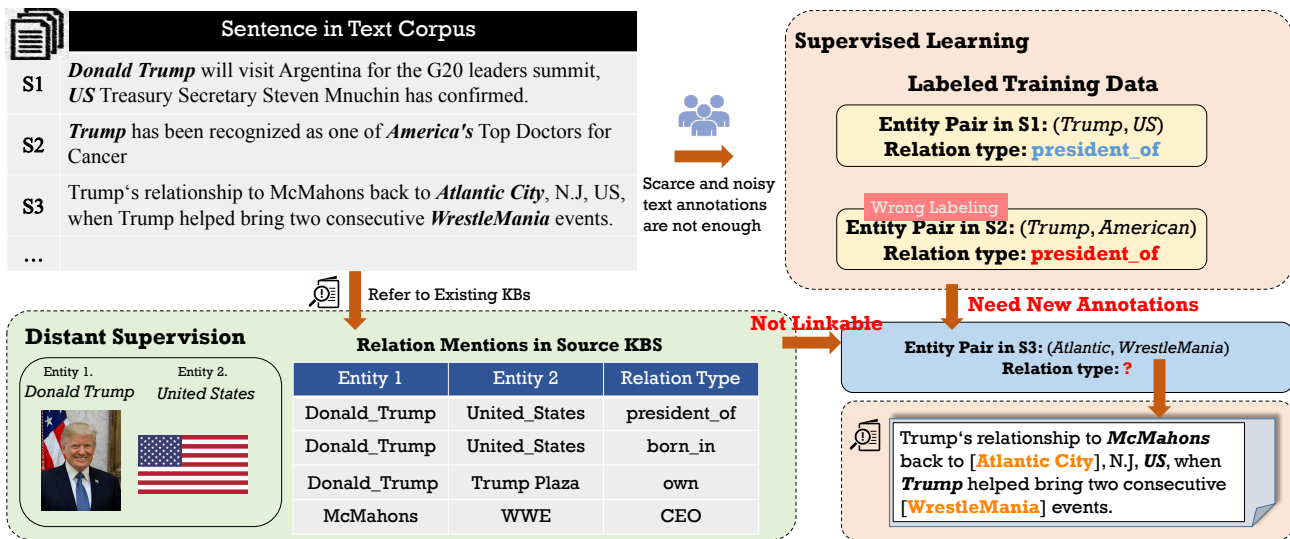 Sentence in Text Corpus
S1
Donald Trump will visit Argentina for the G20 leaders summit,
US Treasury Secretary Steven Mnuchin has confirmed.
S2
Trump has been recognized as one of America's Top Doctors for
Cancer
S3
Trump‘s relationship to McMahons back to Atlantic City, N.J, US,
when Trump helped bring two consecutive WrestleMania events.
...
Scarce and noisy
text annotations
are not enough
Supervised Learning
Labeled Training Data
Entity Pair in S1: (Trump, US)
Relation type: president_of
Wrong Labeling
Entity Pair in S2: (Trump, American)
Relation type: president_of
Refer to Existing KBs
Need New Annotations
Not Linkable
Distant Supervision
Entity 1.
Donald Trump
Entity 2.
United States
Relation Mentions in Source KBS
Entity 1 Entity 2 Relation Type
Donald_Trump United_States president_of
Donald_Trump United_States born_in
Donald_Trump Trump Plaza own
McMahons WWE CEO
Entity Pair in S3: (Atlantic, WrestleMania)
Relation type: ?
Trump‘s relationship to McMahons
back to [Atlantic City], N.J, US, when
Trump helped bring two consecutive
[WrestleMania] events.